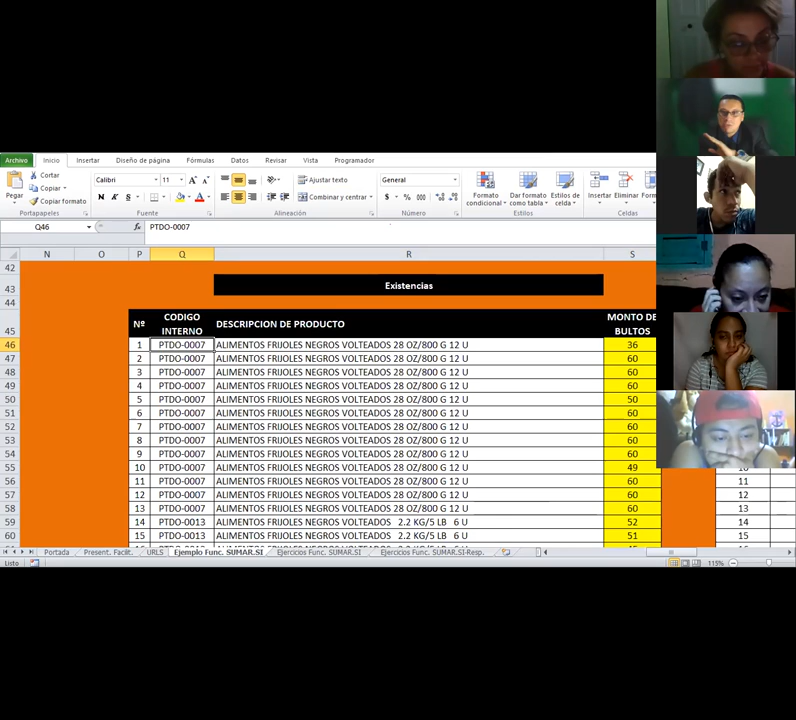 Archivo Inicio Insertar Diseño de página Fórmulas Datos Revisar Vista Programador
Pegar
Cortar
Copiar
Copiar formato
Portapapeles
Calibri 11
N K S
Fuente
Ajustar texto
Combinar y centrar
Alineación
General
$ % 000
Número
Formato condicional
Dar formato como tabla
Estilos de celda
Estilos
Insertar Eliminar Formato
Celdas
Q46 fx PTDO-0007
N O P Q R S
42
43 Existencias
44
45 Nº CODIGO INTERNO DESCRIPCION DE PRODUCTO MONTO DE BULTOS
46 1 PTDO-0007 ALIMENTOS FRIJOLES NEGROS VOLTEADOS 28 OZ/800 G 12 U 36
47 2 PTDO-0007 ALIMENTOS FRIJOLES NEGROS VOLTEADOS 28 OZ/800 G 12 U 60
48 3 PTDO-0007 ALIMENTOS FRIJOLES NEGROS VOLTEADOS 28 OZ/800 G 12 U 60
49 4 PTDO-0007 ALIMENTOS FRIJOLES NEGROS VOLTEADOS 28 OZ/800 G 12 U 60
50 5 PTDO-0007 ALIMENTOS FRIJOLES NEGROS VOLTEADOS 28 OZ/800 G 12 U 50
51 6 PTDO-0007 ALIMENTOS FRIJOLES NEGROS VOLTEADOS 28 OZ/800 G 12 U 60
52 7 PTDO-0007 ALIMENTOS FRIJOLES NEGROS VOLTEADOS 28 OZ/800 G 12 U 60
53 8 PTDO-0007 ALIMENTOS FRIJOLES NEGROS VOLTEADOS 28 OZ/800 G 12 U 60
54 9 PTDO-0007 ALIMENTOS FRIJOLES NEGROS VOLTEADOS 28 OZ/800 G 12 U 60
55 10 PTDO-0007 ALIMENTOS FRIJOLES NEGROS VOLTEADOS 28 OZ/800 G 12 U 49 10
56 11 PTDO-0007 ALIMENTOS FRIJOLES NEGROS VOLTEADOS 28 OZ/800 G 12 U 60 11
57 12 PTDO-0007 ALIMENTOS FRIJOLES NEGROS VOLTEADOS 28 OZ/800 G 12 U 60 12
58 13 PTDO-0007 ALIMENTOS FRIJOLES NEGROS VOLTEADOS 28 OZ/800 G 12 U 60 13
59 14 PTDO-0013 ALIMENTOS FRIJOLES NEGROS VOLTEADOS 2.2 KG/5 LB 6 U 52 14
60 15 PTDO-0013 ALIMENTOS FRIJOLES NEGROS VOLTEADOS 2.2 KG/5 LB 6 U 51 15
Portada Present. Facilit. URLS Ejemplo Func. SUMAR.SI Ejercicios Func. SUMAR.SI Ejercicios Func. SUMAR.SI-Resp.
Listo 115%